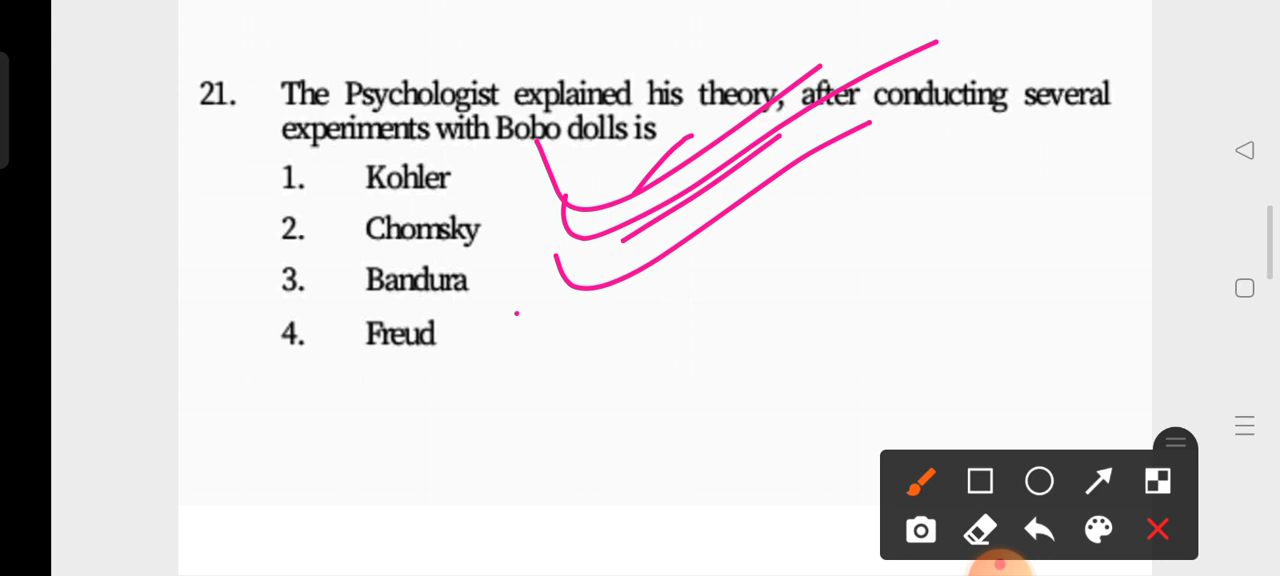 21. The Psychologist explained his theory, after conducting several
experiments with Bobo dolls is
1. Kohler
2. Chomsky
3. Bandura
4. Freud